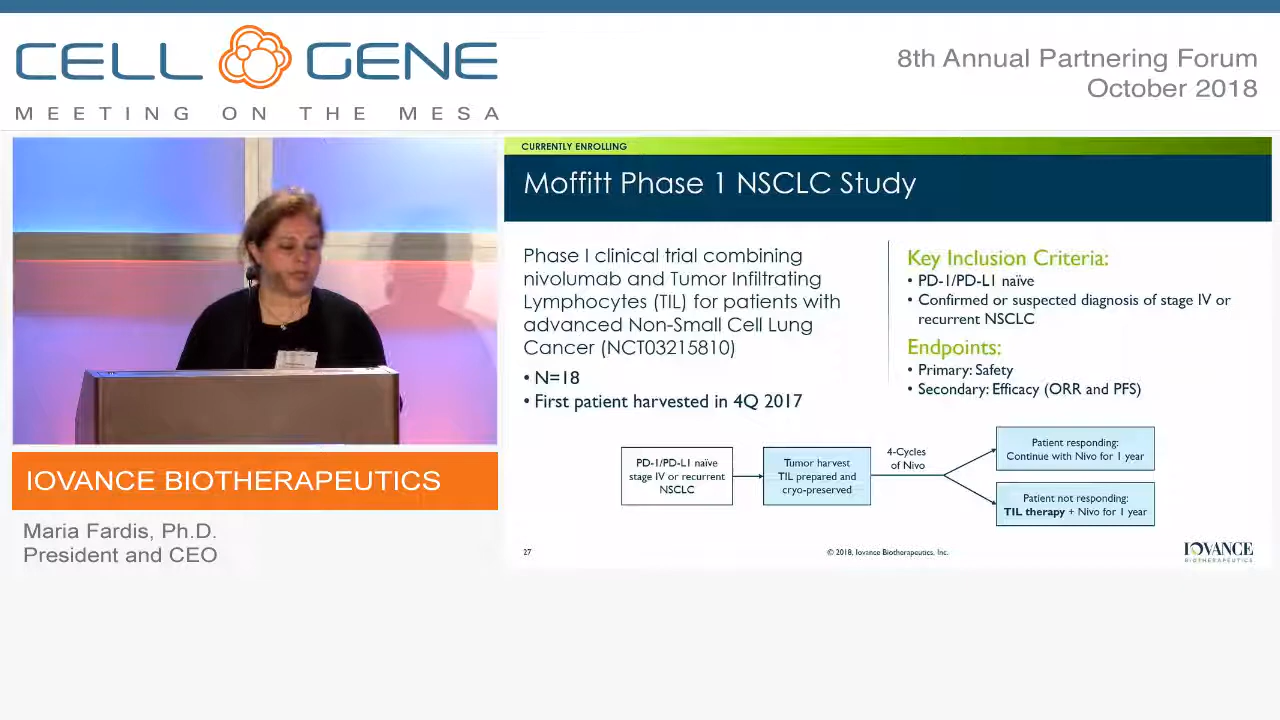 CELL GENE
MEETING ON THE MESA
8th Annual Partnering Forum
October 2018
CURRENTLY ENROLLING
Moffitt Phase 1 NSCLC Study
Phase I clinical trial combining
nivolumab and Tumor Infiltrating
Lymphocytes (TIL) for patients with
advanced Non-Small Cell Lung
Cancer (NCT03215810)
• N=18
• First patient harvested in 4Q 2017
Key Inclusion Criteria:
• PD-1/PD-L1 naïve
• Confirmed or suspected diagnosis of stage IV or
recurrent NSCLC
Endpoints:
• Primary: Safety
• Secondary: Efficacy (ORR and PFS)
PD-1/PD-L1 naïve
stage IV or recurrent
NSCLC
Tumor harvest
TIL prepared and
cryo-preserved
4-Cycles
of Nivo
Patient responding:
Continue with Nivo for 1 year
Patient not responding:
TIL therapy + Nivo for 1 year
27
© 2018, Iovance Biotherapeutics, Inc.
IOVANCE
BIOTHERAPEUTICS
IOVANCE BIOTHERAPEUTICS
Maria Fardis, Ph.D.
President and CEO